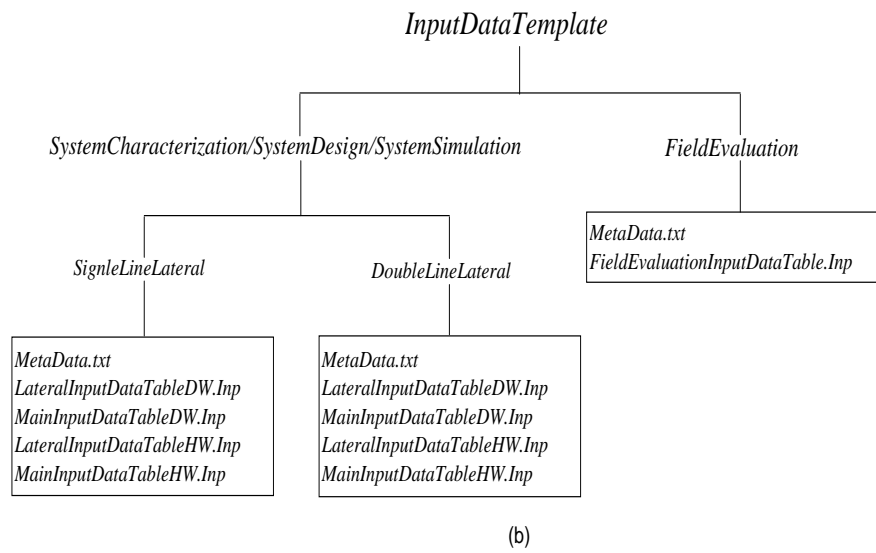 InputDataTemplate
SystemCharacterization/SystemDesign/SystemSimulation
FieldEvaluation
MetaData.txt
FieldEvaluationInputDataTable.Inp
SignleLineLateral
DoubleLineLateral
MetaData.txt
LateralInputDataTableDW.Inp
MainInputDataTableDW.Inp
LateralInputDataTableHW.Inp
MainInputDataTableHW.Inp
MetaData.txt
LateralInputDataTableDW.Inp
MainInputDataTableDW.Inp
LateralInputDataTableHW.Inp
MainInputDataTableHW.Inp
(b)